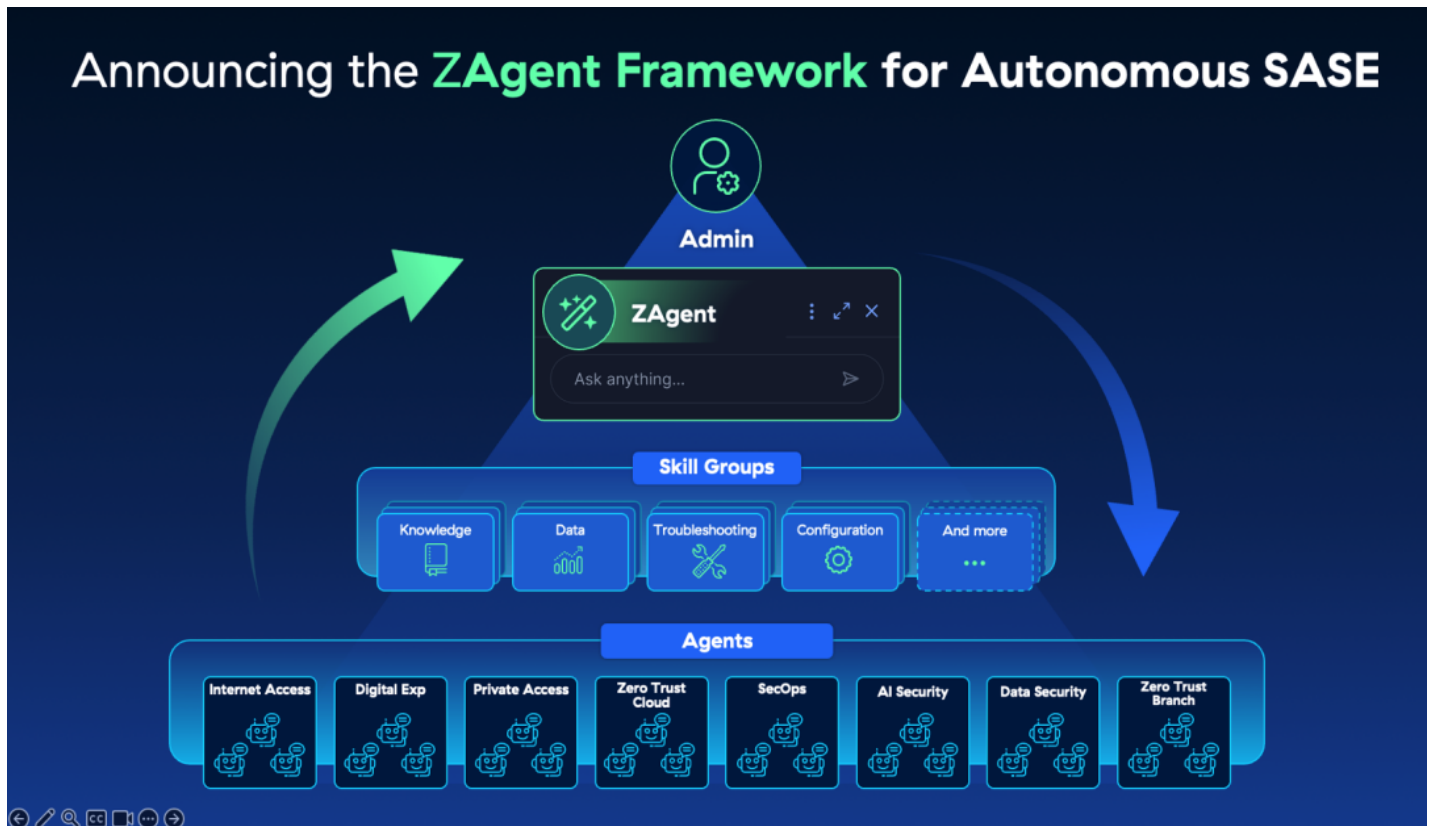 Announcing the ZAgent Framework for Autonomous SASE
Admin
ZAgent
Ask anything...
Skill Groups
Knowledge
Data
Troubleshooting
Configuration
And more
Agents
Internet Access
Digital Exp
Private Access
Zero Trust
Cloud
SecOps
AI Security
Data Security
Zero Trust
Branch
CC